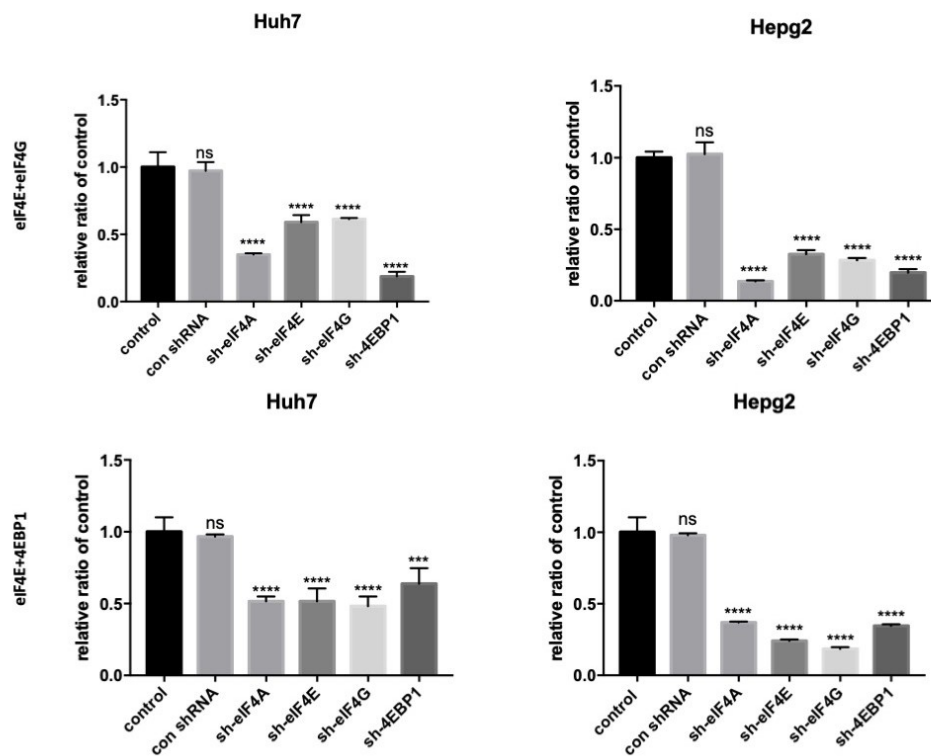 Huh7
eIF4E+eIF4G
relative ratio of control
1.5
1.0
0.5
0.0
ns
****
****
****
****
control
con shRNA
sh-eIF4A
sh-eIF4E
sh-eIF4G
sh-4EBP1
Hepg2
relative ratio of control
1.5
1.0
0.5
0.0
ns
****
****
****
****
control
con shRNA
sh-eIF4A
sh-eIF4E
sh-eIF4G
sh-4EBP1
Huh7
eIF4E+4EBP1
relative ratio of control
1.5
1.0
0.5
0.0
ns
****
****
****
***
control
con shRNA
sh-eIF4A
sh-eIF4E
sh-eIF4G
sh-4EBP1
Hepg2
relative ratio of control
1.5
1.0
0.5
0.0
ns
****
****
****
****
control
con shRNA
sh-eIF4A
sh-eIF4E
sh-eIF4G
sh-4EBP1